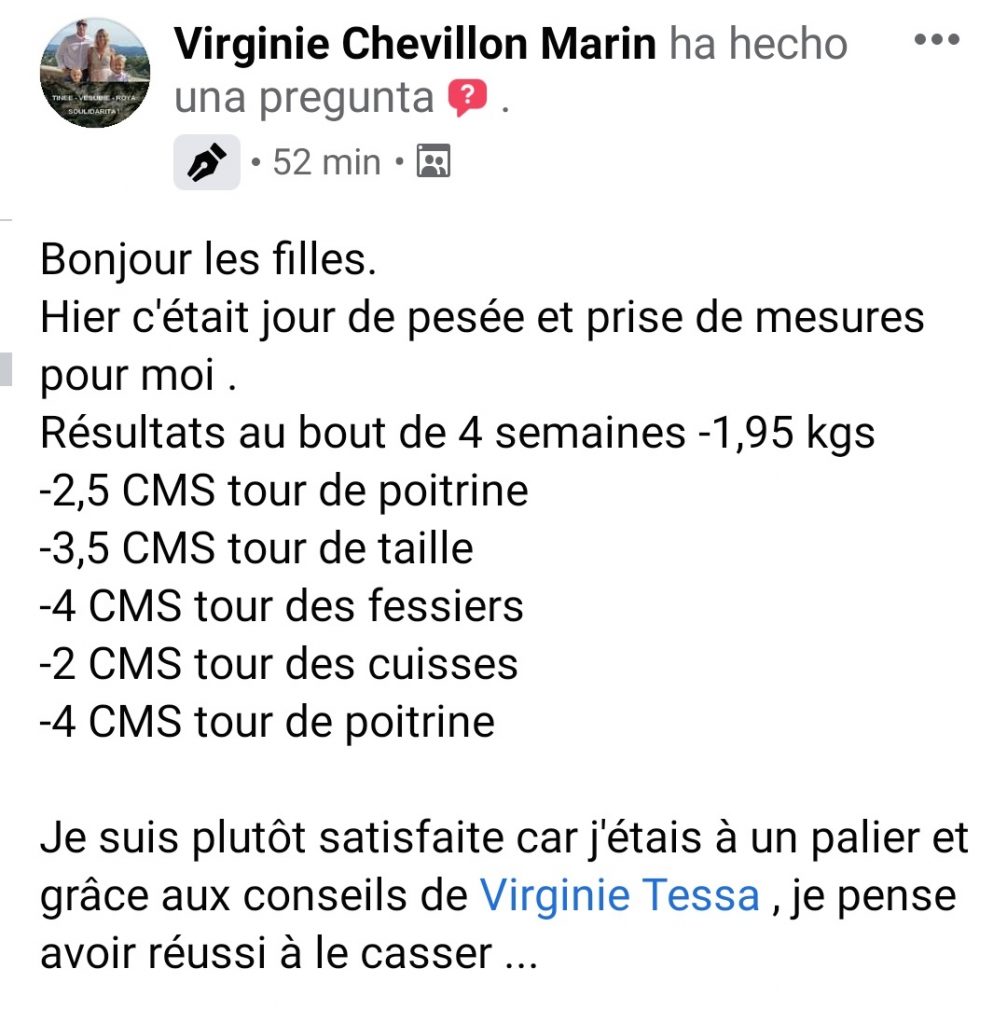 Virginie Chevillon Marin ha hecho
una pregunta ? .
• 52 min •
TINEE - VESUBIE - ROYA
SOULIDARITA
Bonjour les filles.
Hier c'était jour de pesée et prise de mesures
pour moi .
Résultats au bout de 4 semaines -1,95 kgs
-2,5 CMS tour de poitrine
-3,5 CMS tour de taille
-4 CMS tour des fessiers
-2 CMS tour des cuisses
-4 CMS tour de poitrine
Je suis plutôt satisfaite car j'étais à un palier et
grâce aux conseils de Virginie Tessa , je pense
avoir réussi à le casser ...